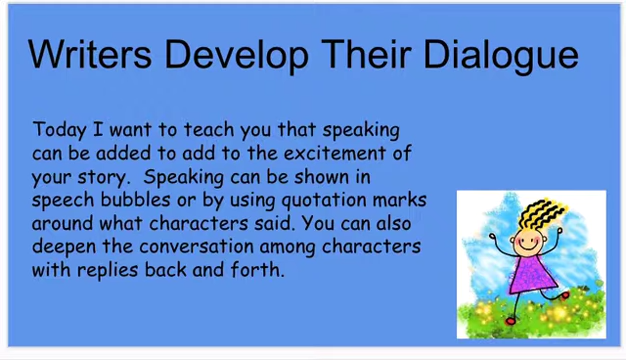 Writers Develop Their Dialogue
Today I want to teach you that speaking
can be added to add to the excitement of
your story.  Speaking can be shown in
speech bubbles or by using quotation marks
around what characters said. You can also
deepen the conversation among characters
with replies back and forth.